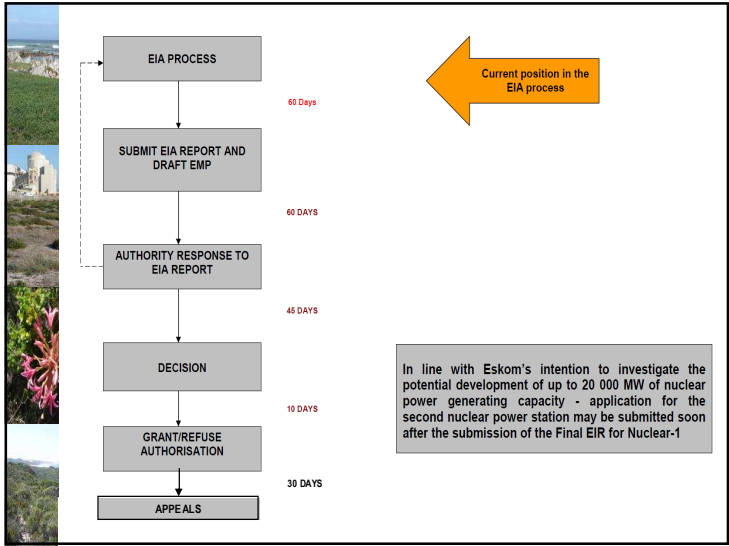 EIA PROCESS
Current position in the
EIA process
60 Days
SUBMIT EIA REPORT AND
DRAFT EMP
60 DAYS
AUTHORITY RESPONSE TO
EIA REPORT
45 DAYS
DECISION
In line with Eskom's intention to investigate the
potential development of up to 20 000 MW of nuclear
power generating capacity - application for the
second nuclear power station may be submitted soon
after the submission of the Final EIR for Nuclear-1
10 DAYS
GRANT/REFUSE
AUTHORISATION
30 DAYS
APPEALS